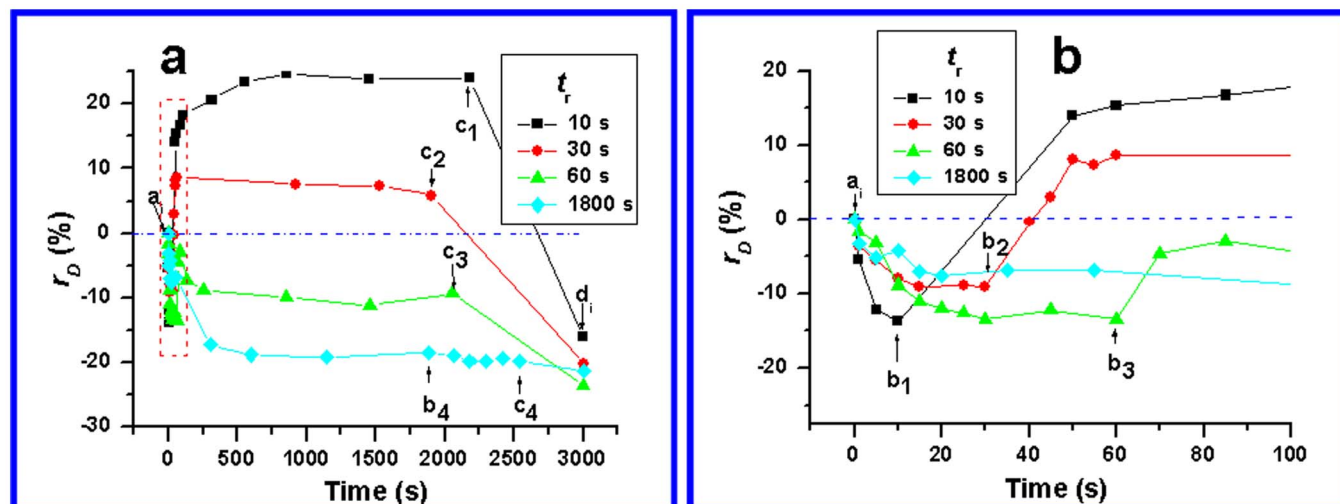 a
20
10
0
-10
-20
-30
r_D (%)
0 500 1000 1500 2000 2500 3000
Time (s)
t_r
10 s
30 s
60 s
1800 s
a_i
c_1
c_2
c_3
d_i
b_4
c_4
b
20
10
0
-10
-20
r_D (%)
0 20 40 60 80 100
Time (s)
t_r
10 s
30 s
60 s
1800 s
a_i
b_2
b_1
b_3